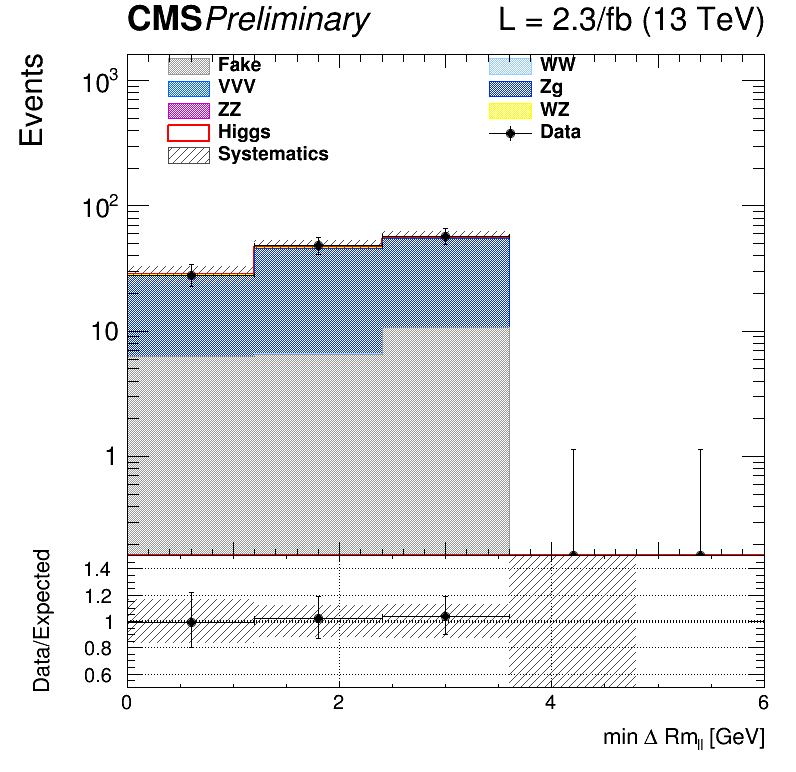 CMS Preliminary L = 2.3/fb (13 TeV)
Events
10³
10²
10
1
Fake WW
VVV Zg
ZZ WZ
Higgs Data
Systematics
Data/Expected
1.4
1.2
1
0.8
0.6
0 2 4 6
min Δ Rm_ll [GeV]